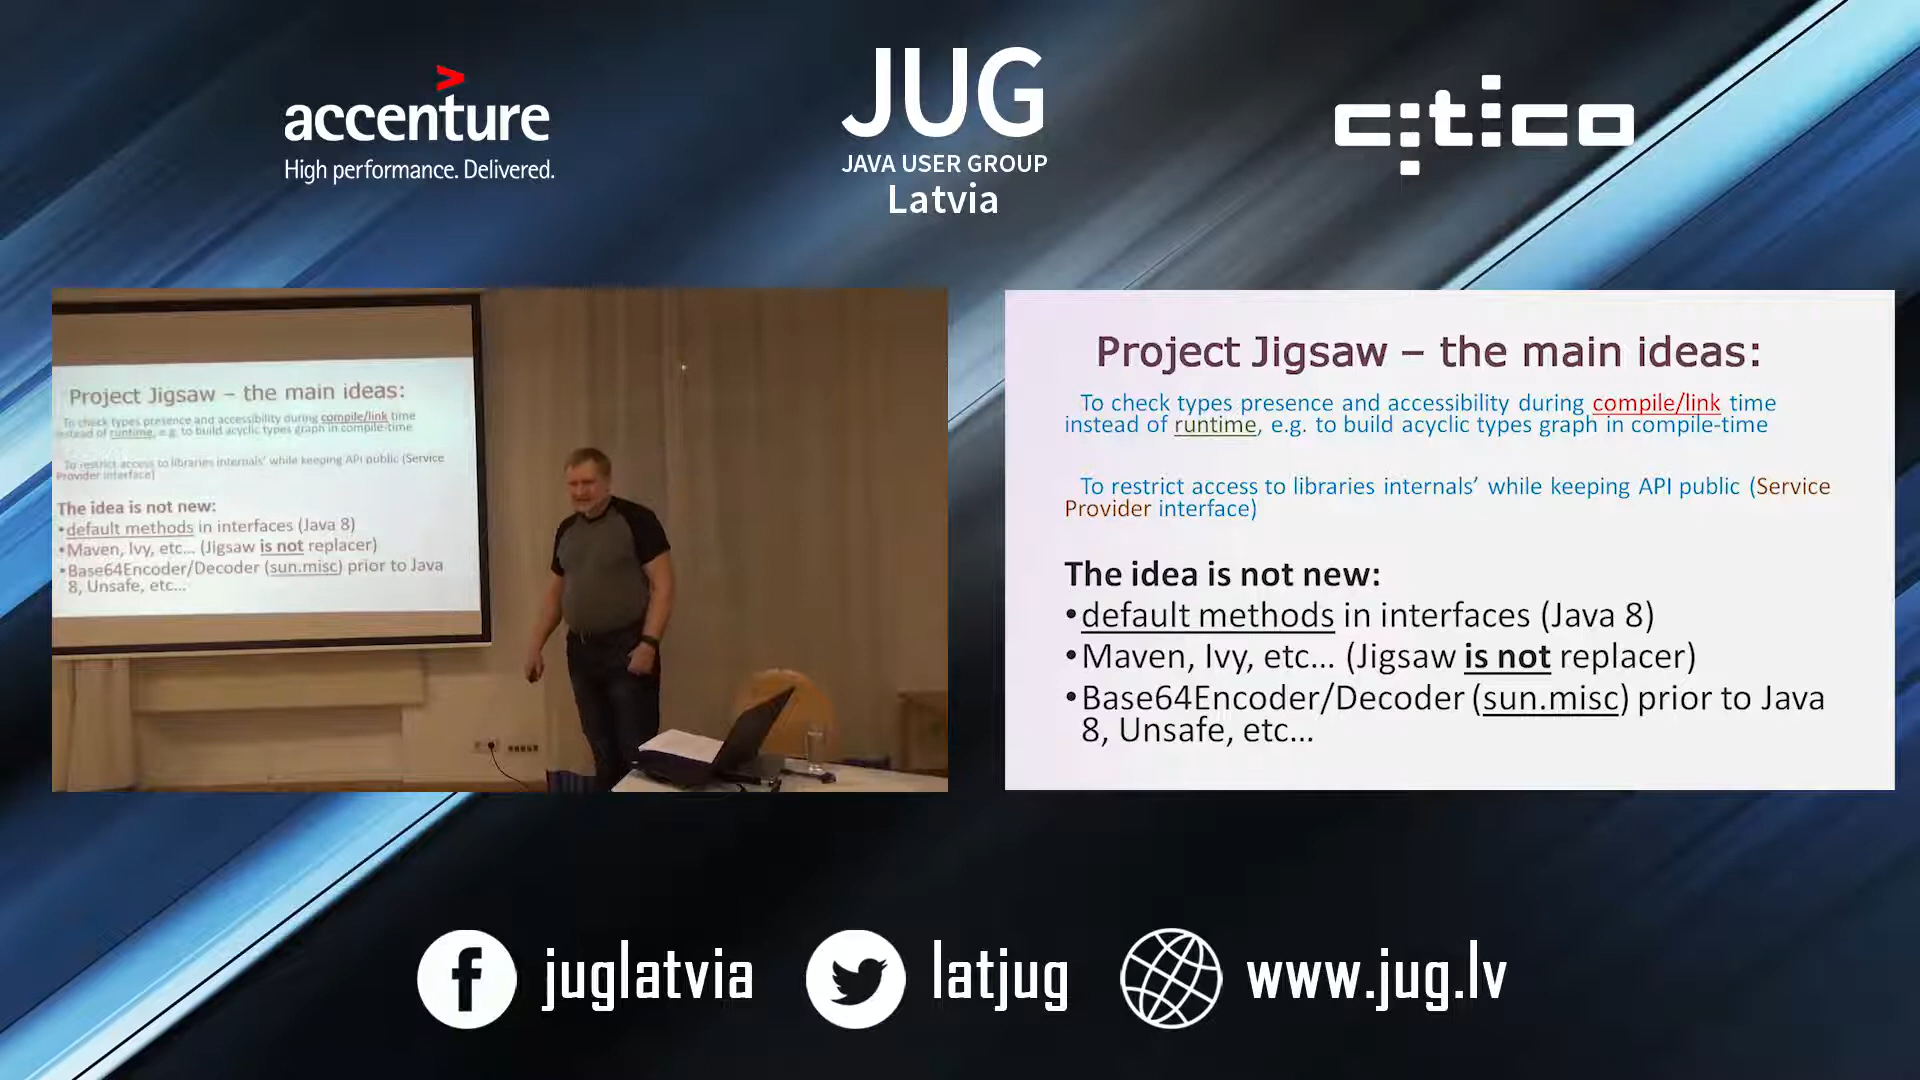 accenture
High performance. Delivered.
JUG
JAVA USER GROUP
Latvia
citico
Project Jigsaw – the main ideas:
To check types presence and accessibility during compile/link time
instead of runtime, e.g. to build acyclic types graph in compile-time
To restrict access to libraries internals’ while keeping API public (Service
Provider interface)
The idea is not new:
•default methods in interfaces (Java 8)
•Maven, Ivy, etc... (Jigsaw is not replacer)
•Base64Encoder/Decoder (sun.misc) prior to Java
8, Unsafe, etc...
Project Jigsaw – the main ideas:
To check types presence and accessibility during compile/link time
instead of runtime, e.g. to build acyclic types graph in compile-time
To restrict access to libraries internals’ while keeping API public (Service
Provider interface)
The idea is not new:
•default methods in interfaces (Java 8)
•Maven, Ivy, etc... (Jigsaw is not replacer)
•Base64Encoder/Decoder (sun.misc) prior to Java
8, Unsafe, etc...
juglatvia
latjug
www.jug.lv